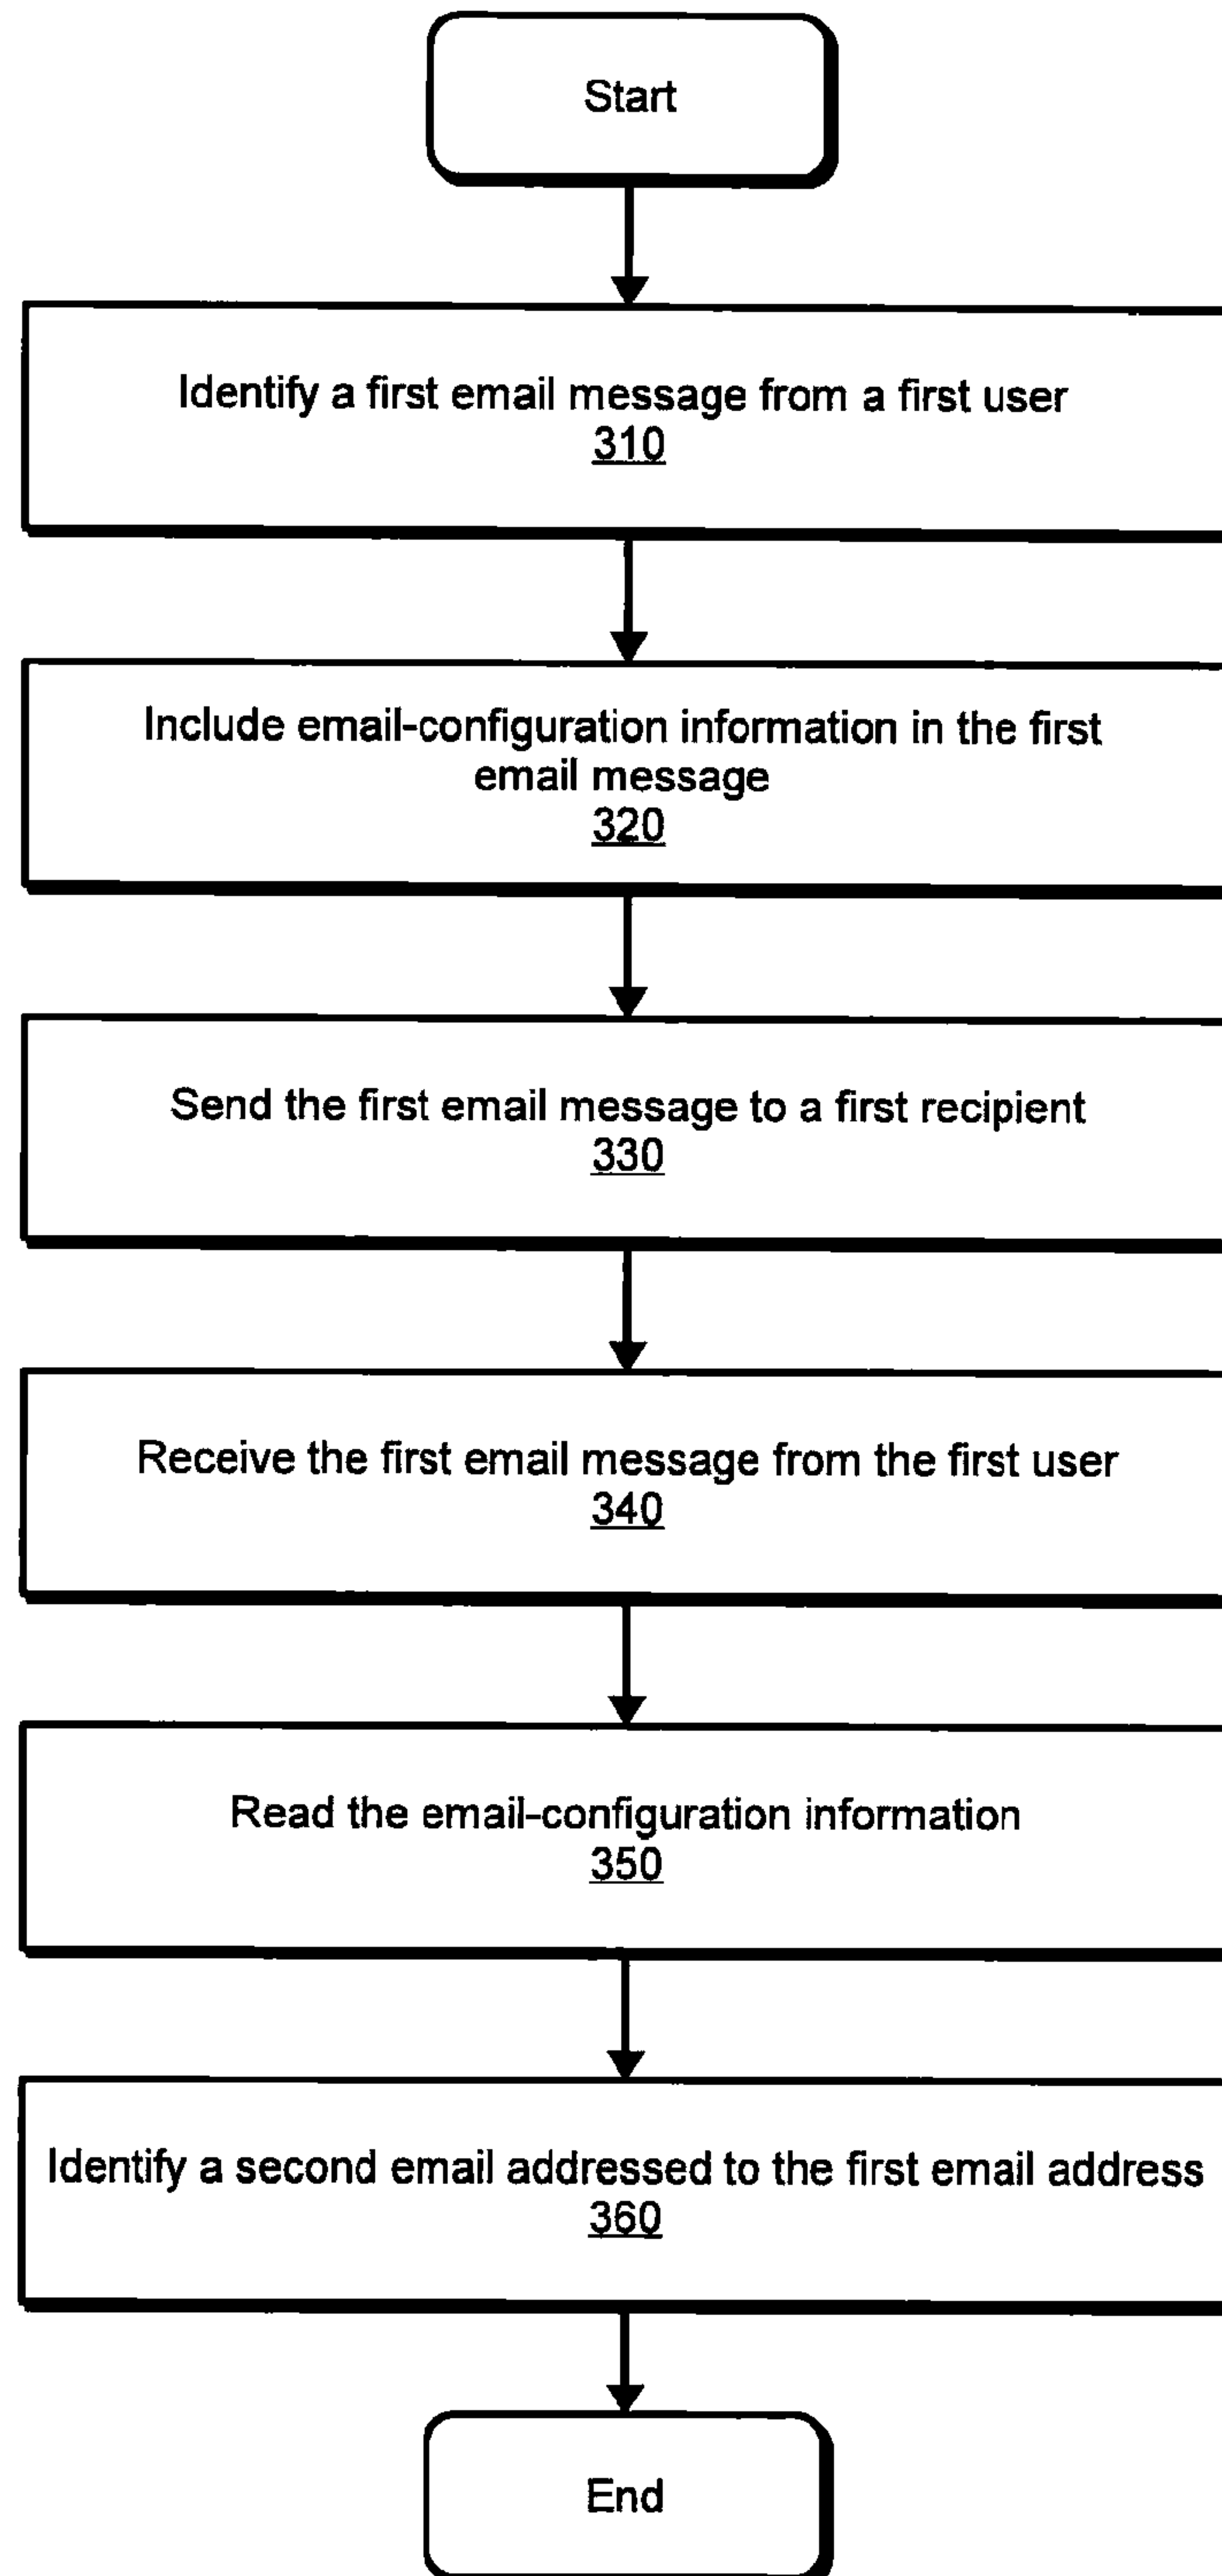 Start
Identify a first email message from a first user
310
Include email-configuration information in the first
email message
320
Send the first email message to a first recipient
330
Receive the first email message from the first user
340
Read the email-configuration information
350
Identify a second email addressed to the first email address
360
End